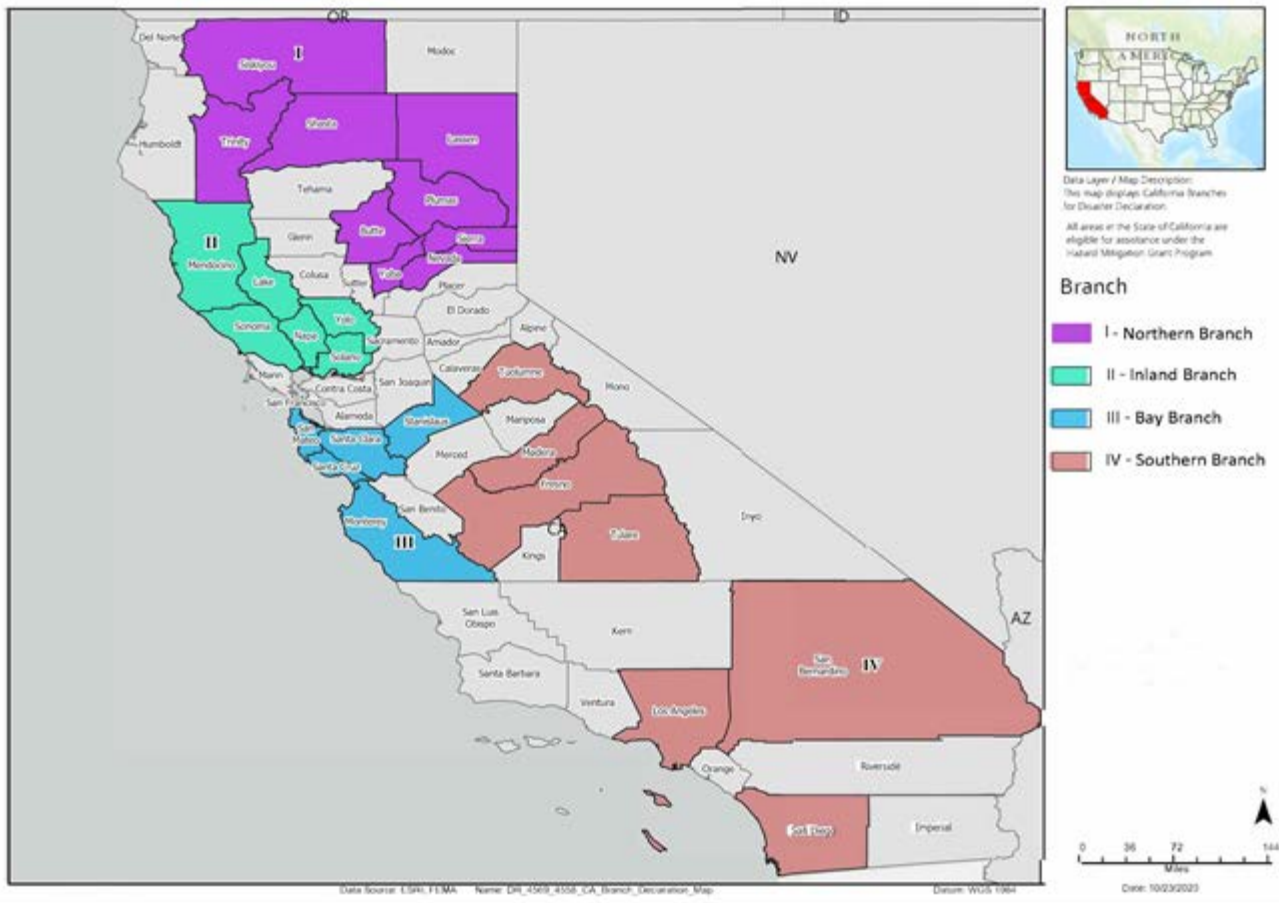 OR
ID
NORTH
AMERIC
Del Norte
Siskiyou
I
Modoc
Humboldt
Trinity
Shasta
Lassen
Tehama
Plumas
Data Layer / Map Description:
This map displays California Branches
for Disaster Declaration.
All areas in the State of California are
eligible for assistance under the
Hazard Mitigation Grant Program
II
Mendocino
Glenn
Butte
Sierra
Nevada
NV
Lake
Colusa
Sutter
Yuba
Placer
Branch
Sonoma
Napa
Yolo
El Dorado
Solano
Sacramento
Amador
Alpine
I - Northern Branch
Marin
Contra Costa
San Joaquin
Calaveras
Tuolumne
Mono
II - Inland Branch
San Francisco
Alameda
Stanislaus
Mariposa
III - Bay Branch
San
Mateo
Santa Clara
Merced
Madera
IV - Southern Branch
Santa Cruz
Fresno
Monterey
San Benito
CA
Inyo
III
Kings
Tulare
San Luis
Obispo
Kern
AZ
Santa Barbara
San
Bernardino
IV
Ventura
Los Angeles
Orange
Riverside
San Diego
Imperial
N
0 36 72 144
Miles
Data Source: ESRI, FEMA Name: DR_4569_4558_CA_Branch_Declaration_Map Datum: WGS 1984
Date: 10/23/2023